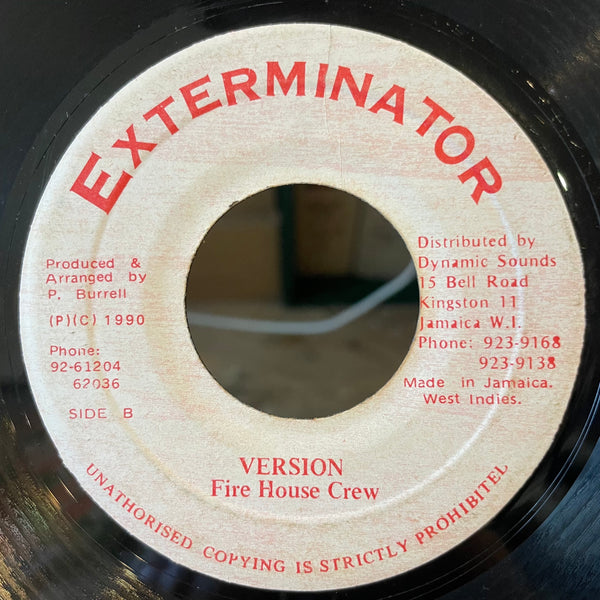 EXTERMINATOR
Produced &
Arranged by
P. Burrell
(P)(C) 1990
Phone:
92-61204
62036
SIDE B
Distributed by
Dynamic Sounds
15 Bell Road
Kingston 11
Jamaica W.I.
Phone: 923-9168
923-9138
Made in Jamaica.
West Indies.
VERSION
Fire House Crew
UNATHORISED COPYING IS STRICTLY PROHIBITEL